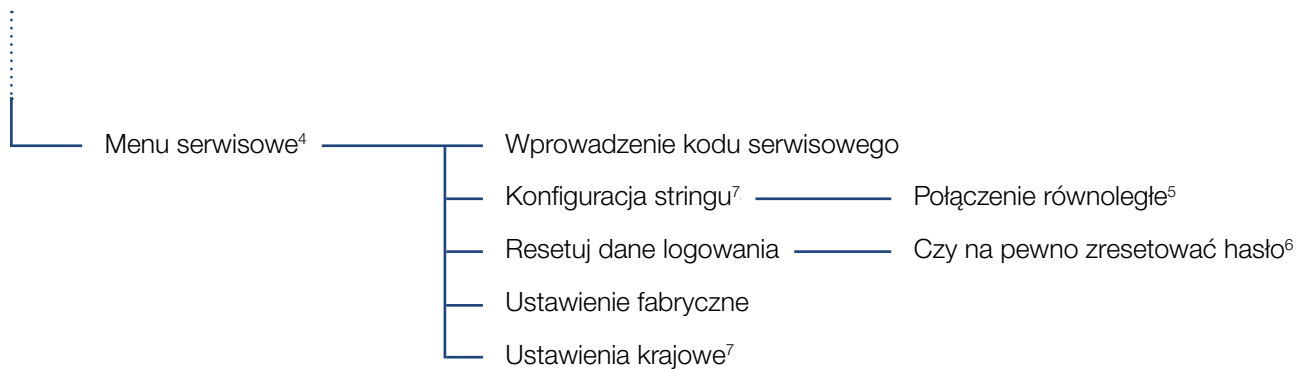 Menu serwisowe⁴ Wprowadzenie kodu serwisowego
Konfiguracja stringu⁷ Połączenie równoległe⁵
Resetuj dane logowania Czy na pewno zresetować hasło⁶
Ustawienie fabryczne
Ustawienia krajowe⁷